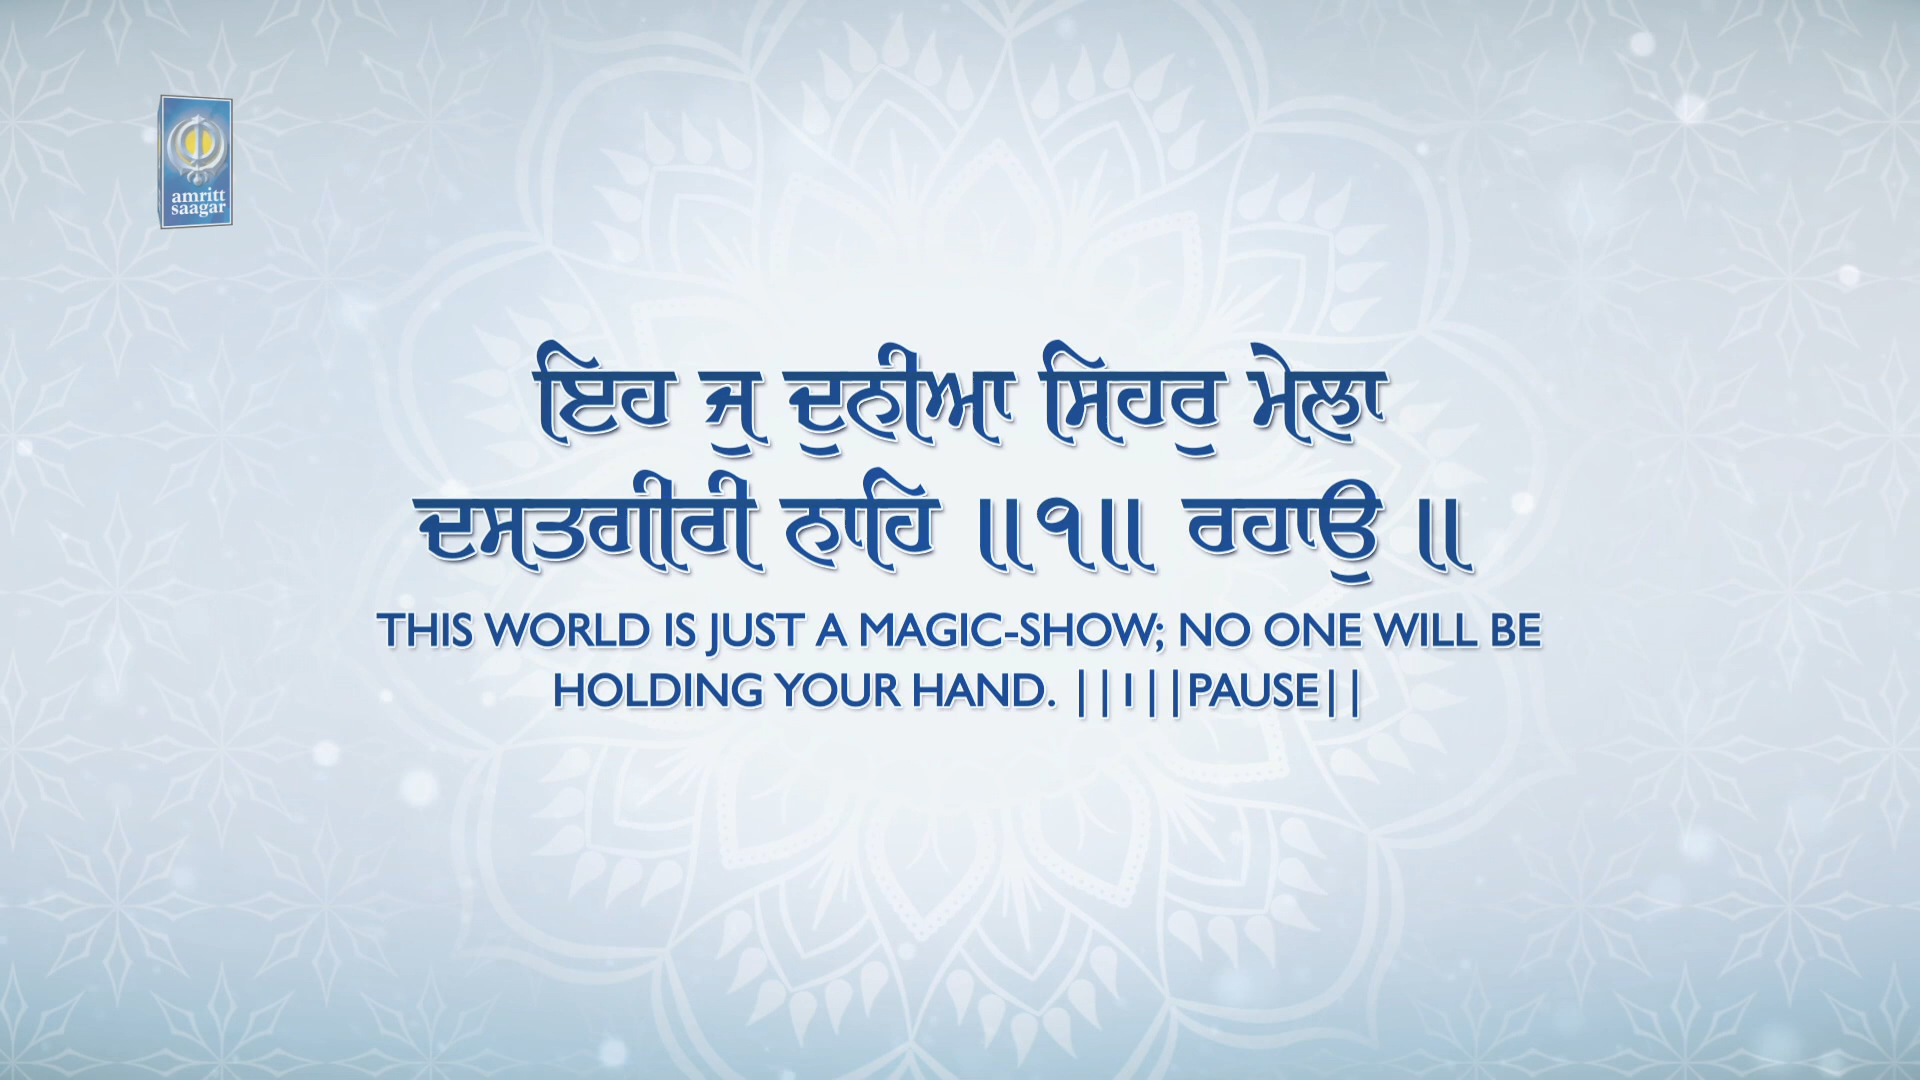 amritt
saagar
ਇਹ ਜੁ ਦੁਨੀਆ ਸਿਹਰੁ ਮੇਲਾ
ਦਸਤਗੀਰੀ ਨਾਹਿ ॥੧॥ ਰਹਾਉ ॥
THIS WORLD IS JUST A MAGIC-SHOW; NO ONE WILL BE
HOLDING YOUR HAND. ||1||PAUSE||